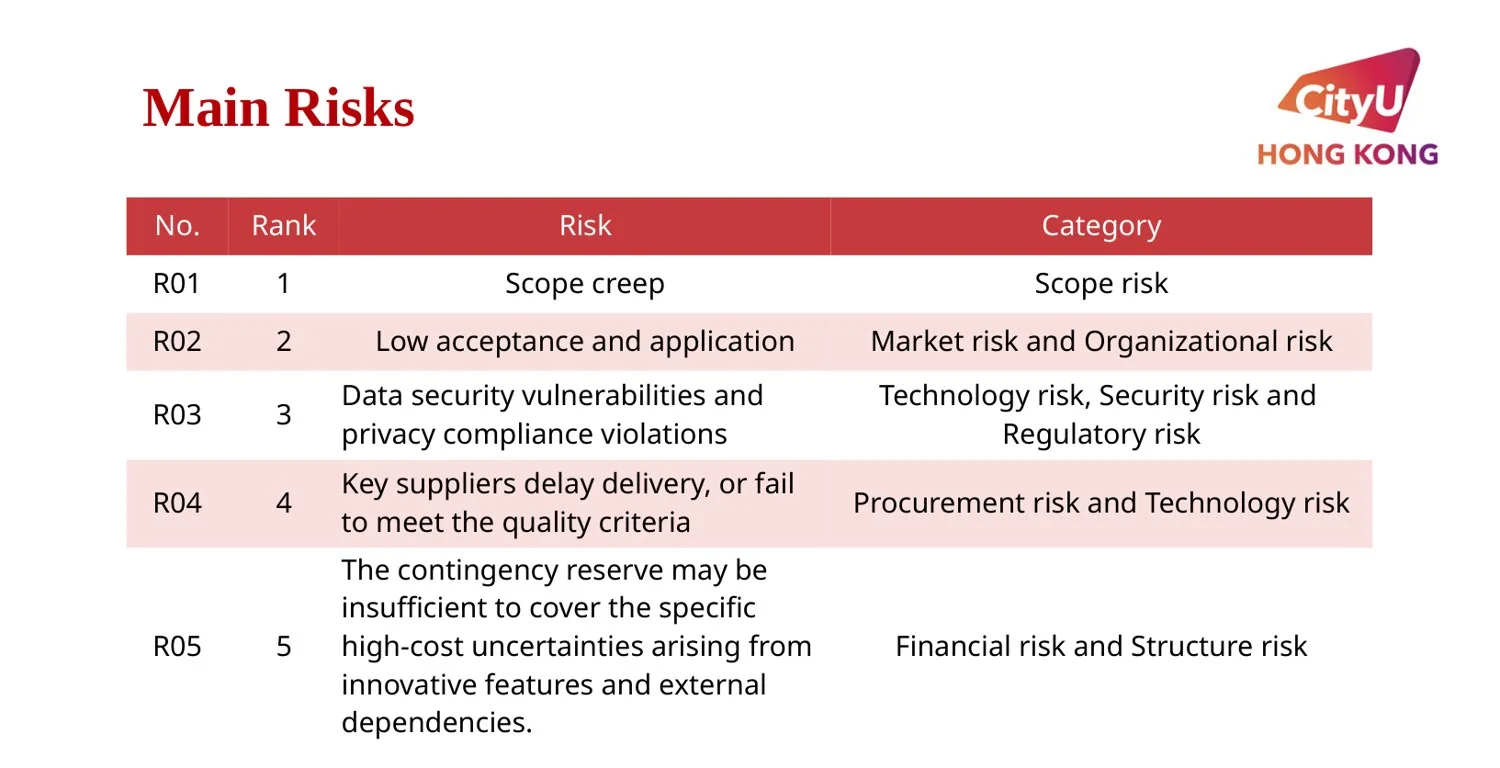 Main Risks
CityU
HONG KONG
No. Rank Risk Category
R01 1 Scope creep Scope risk
R02 2 Low acceptance and application Market risk and Organizational risk
R03 3 Data security vulnerabilities and
privacy compliance violations
Technology risk, Security risk and
Regulatory risk
R04 4 Key suppliers delay delivery, or fail
to meet the quality criteria
Procurement risk and Technology risk
R05 5 The contingency reserve may be
insufficient to cover the specific
high-cost uncertainties arising from
innovative features and external
dependencies.
Financial risk and Structure risk